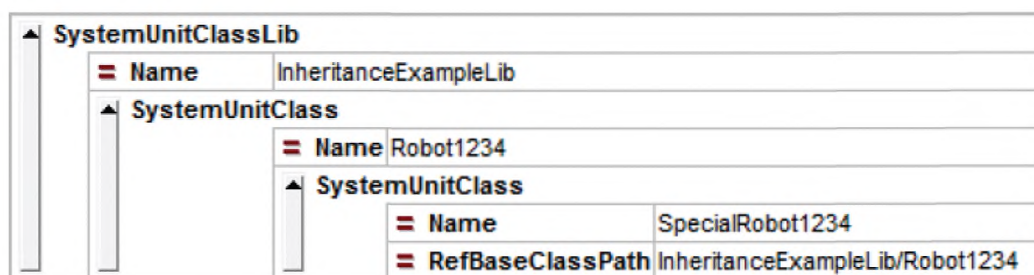 SystemUnitClassLib
= Name InheritanceExampleLib
SystemUnitClass
= Name Robot1234
SystemUnitClass
= Name SpecialRobot1234
= RefBaseClassPath InheritanceExampleLib/Robot1234